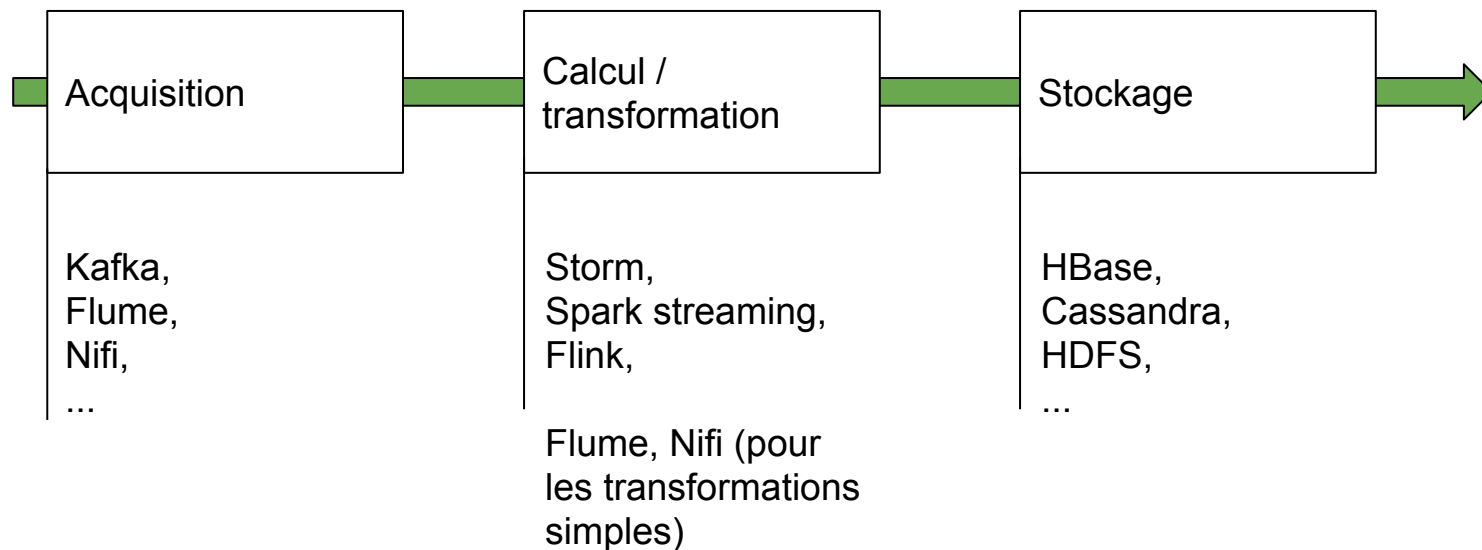 Acquisition
Kafka,
Flume,
Nifi,
...
Calcul /
transformation
Storm,
Spark streaming,
Flink,
Flume, Nifi (pour
les transformations
simples)
Stockage
HBase,
Cassandra,
HDFS,
...